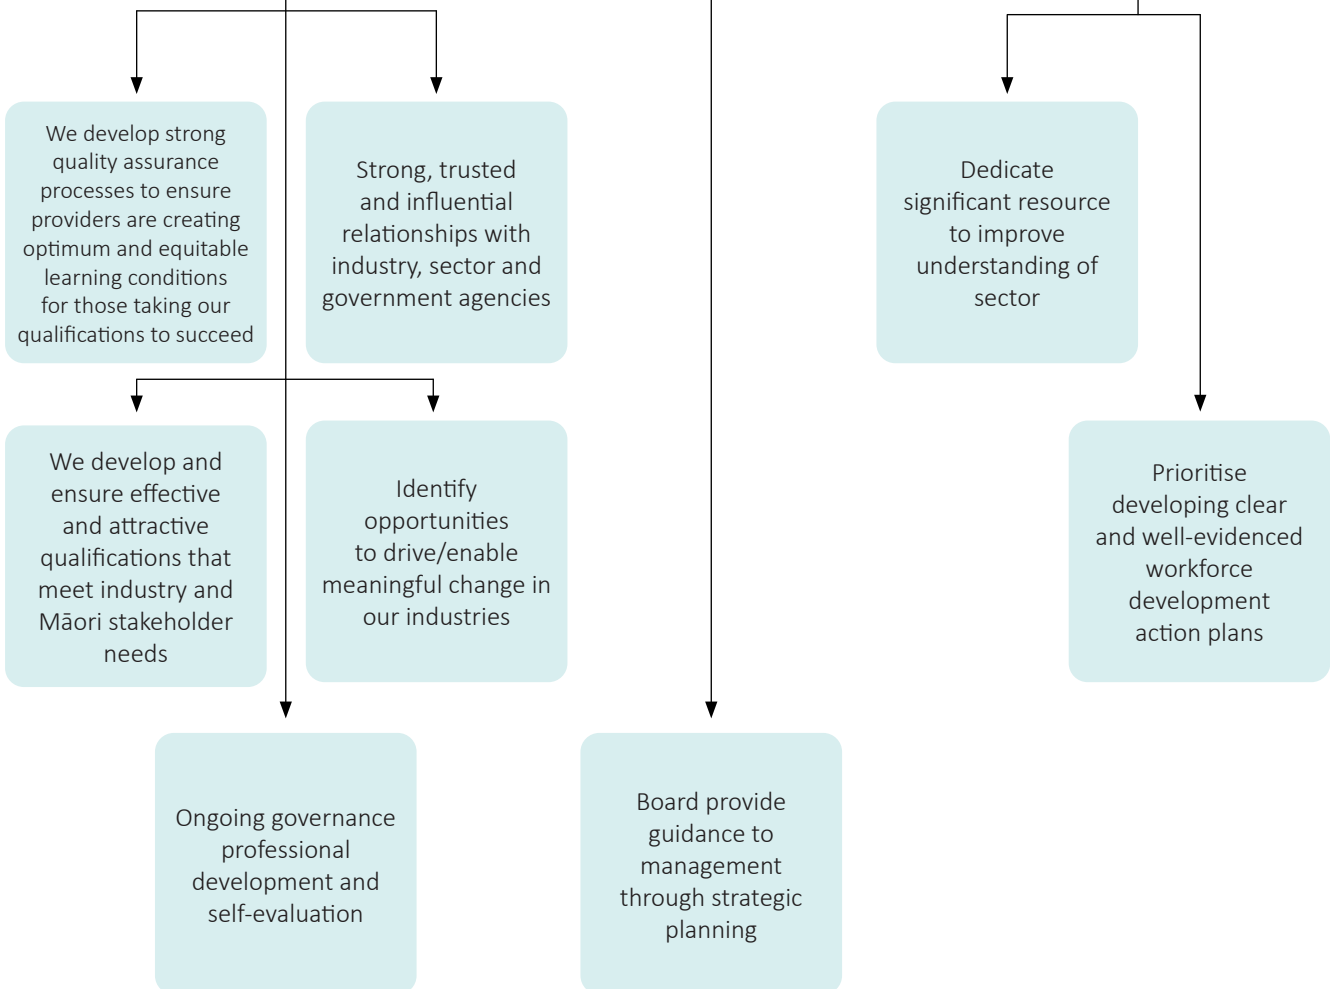 We develop strong
quality assurance
processes to ensure
providers are creating
optimum and equitable
learning conditions
for those taking our
qualifications to succeed
Strong, trusted
and influential
relationships with
industry, sector and
government agencies
Dedicate
significant resource
to improve
understanding of
sector
We develop and
ensure effective
and attractive
qualifications that
meet industry and
Māori stakeholder
needs
Identify
opportunities
to drive/enable
meaningful change in
our industries
Prioritise
developing clear
and well-evidenced
workforce
development
action plans
Ongoing governance
professional
development and
self-evaluation
Board provide
guidance to
management
through strategic
planning